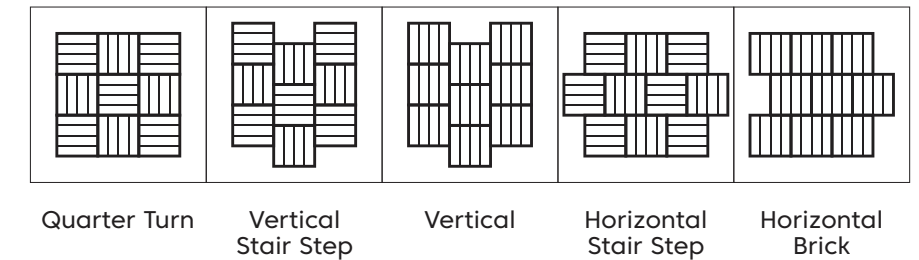 Quarter Turn
Vertical
Stair Step
Vertical
Horizontal
Stair Step
Horizontal
Brick